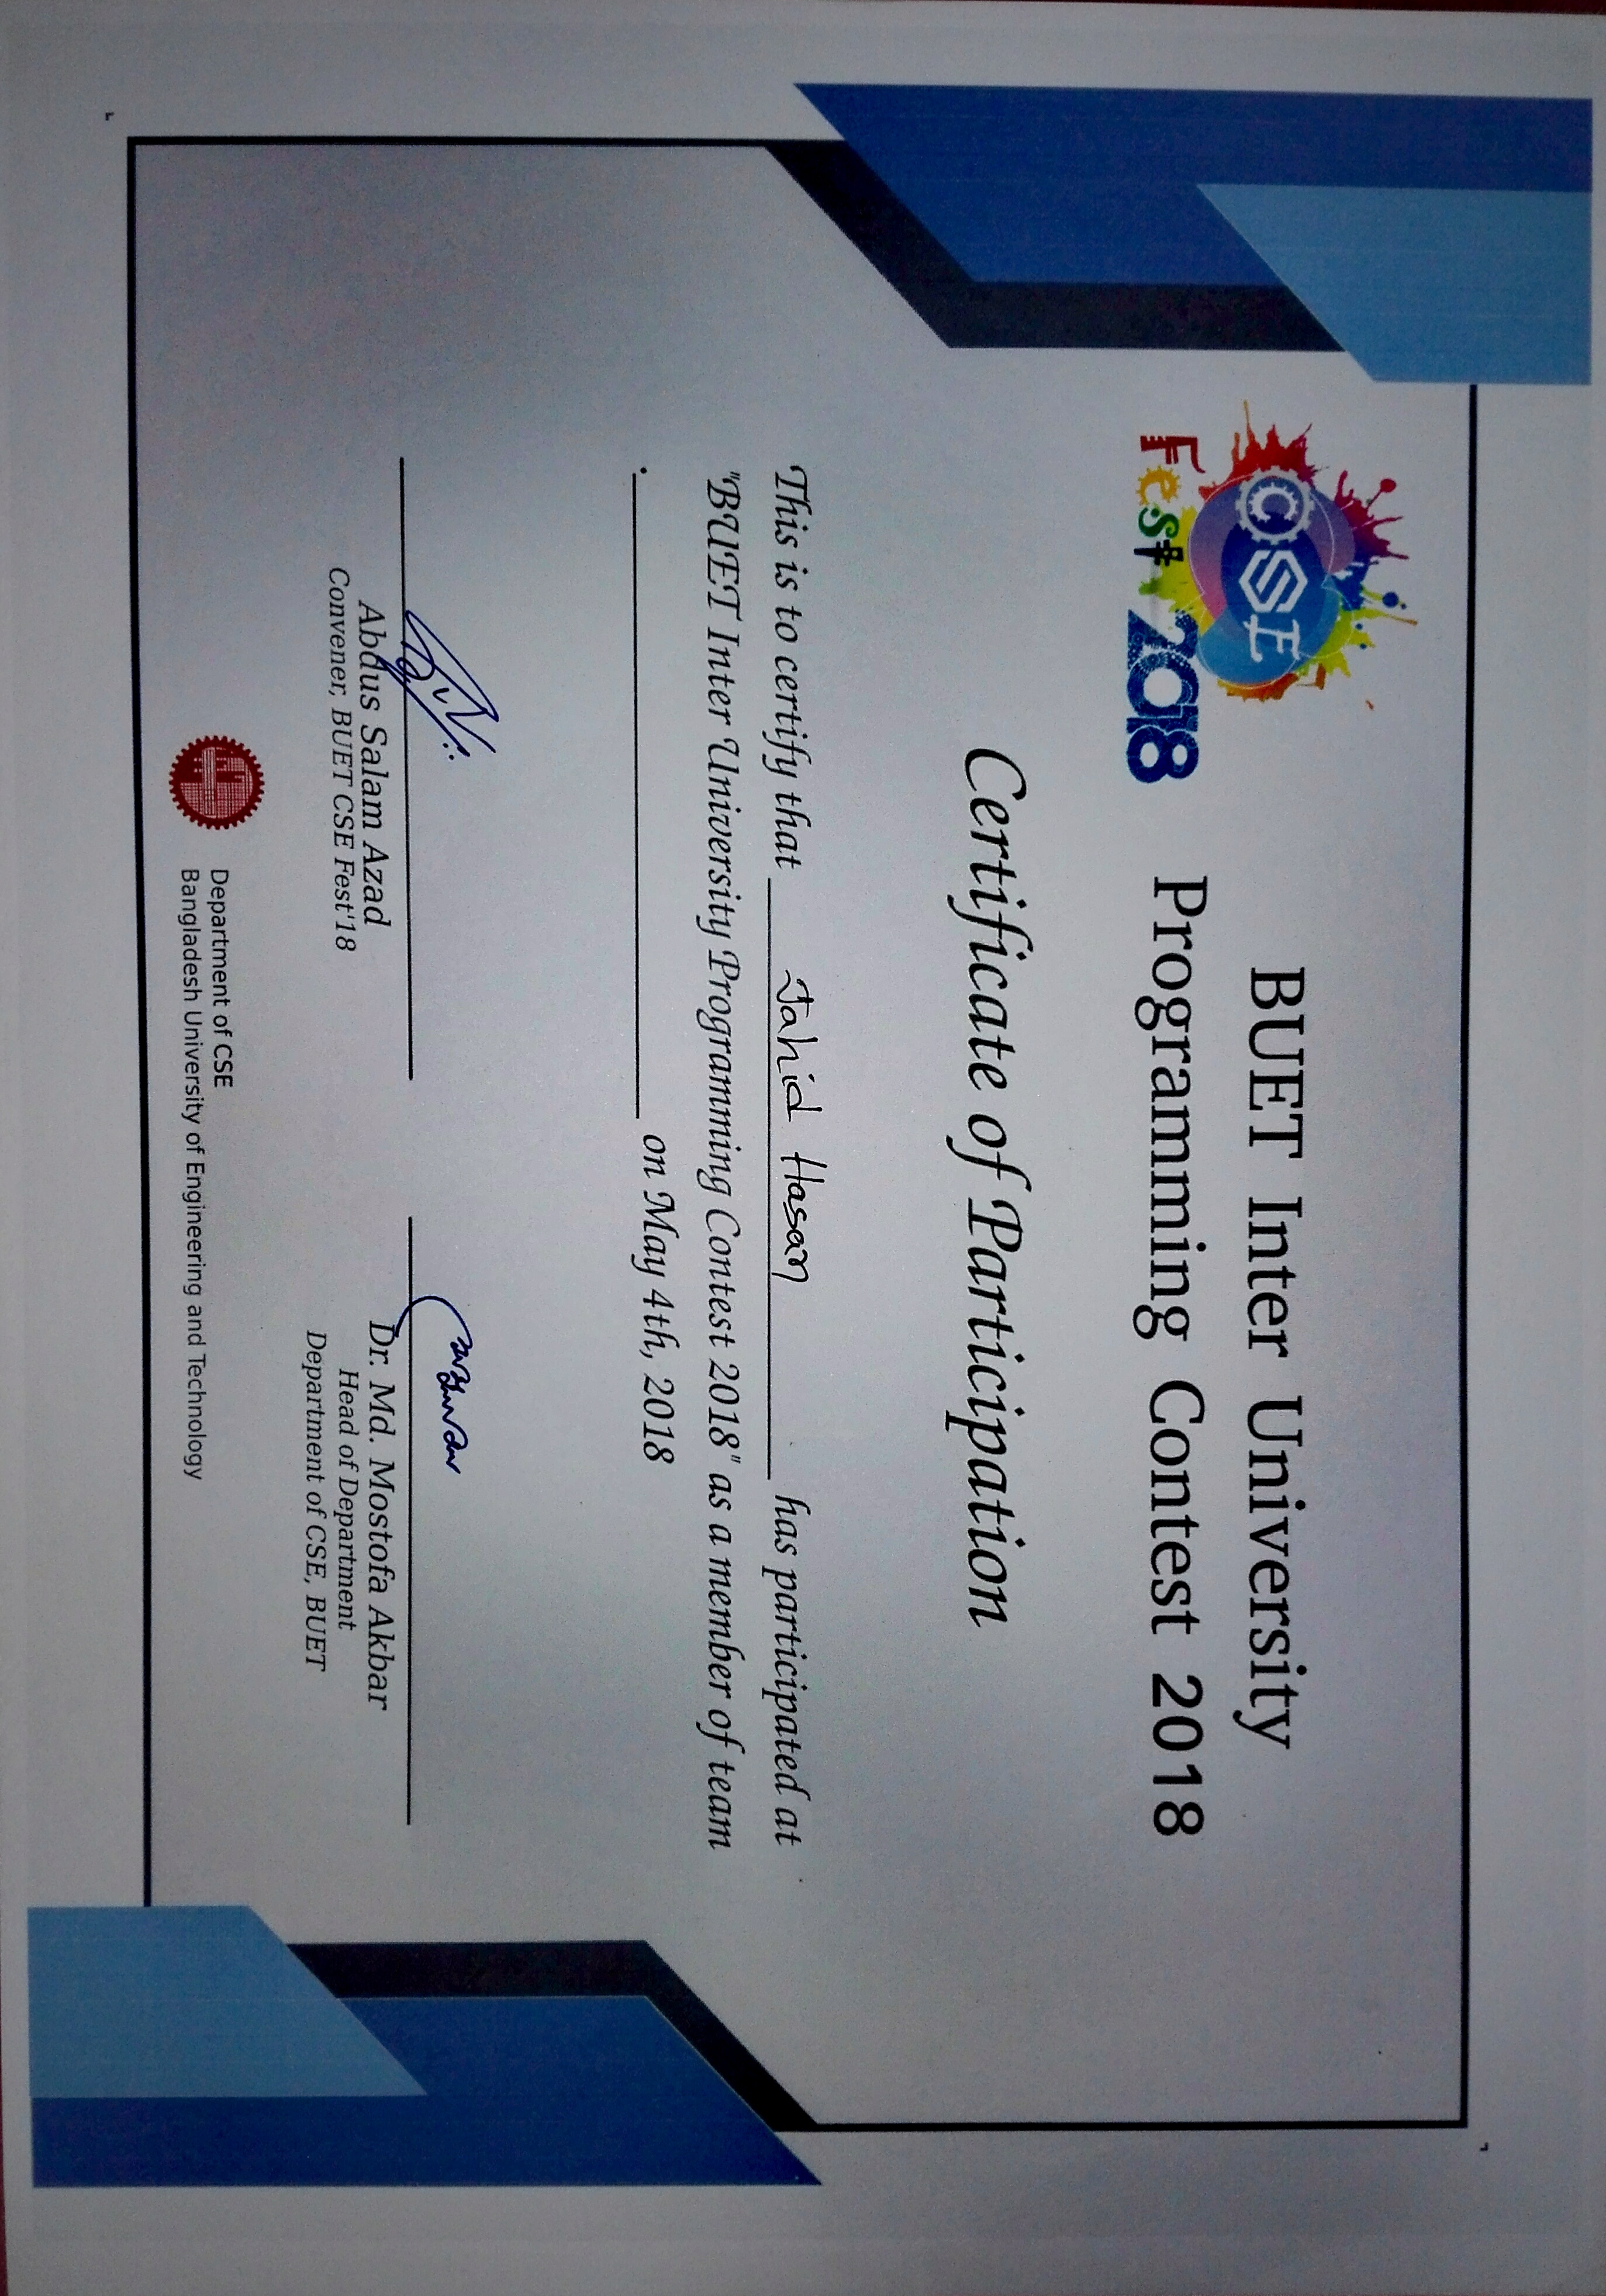 CSE
Fest 2018
BUET Inter University
Programming Contest 2018
Certificate of Participation
This is to certify that Jahid Hasan has participated at
"BUET Inter University Programming Contest 2018" as a member of team
. on May 4th, 2018
Abdus Salam Azad
Convener, BUET CSE Fest'18
Dr. Md. Mostofa Akbar
Head of Department
Department of CSE, BUET
Department of CSE
Bangladesh University of Engineering and Technology